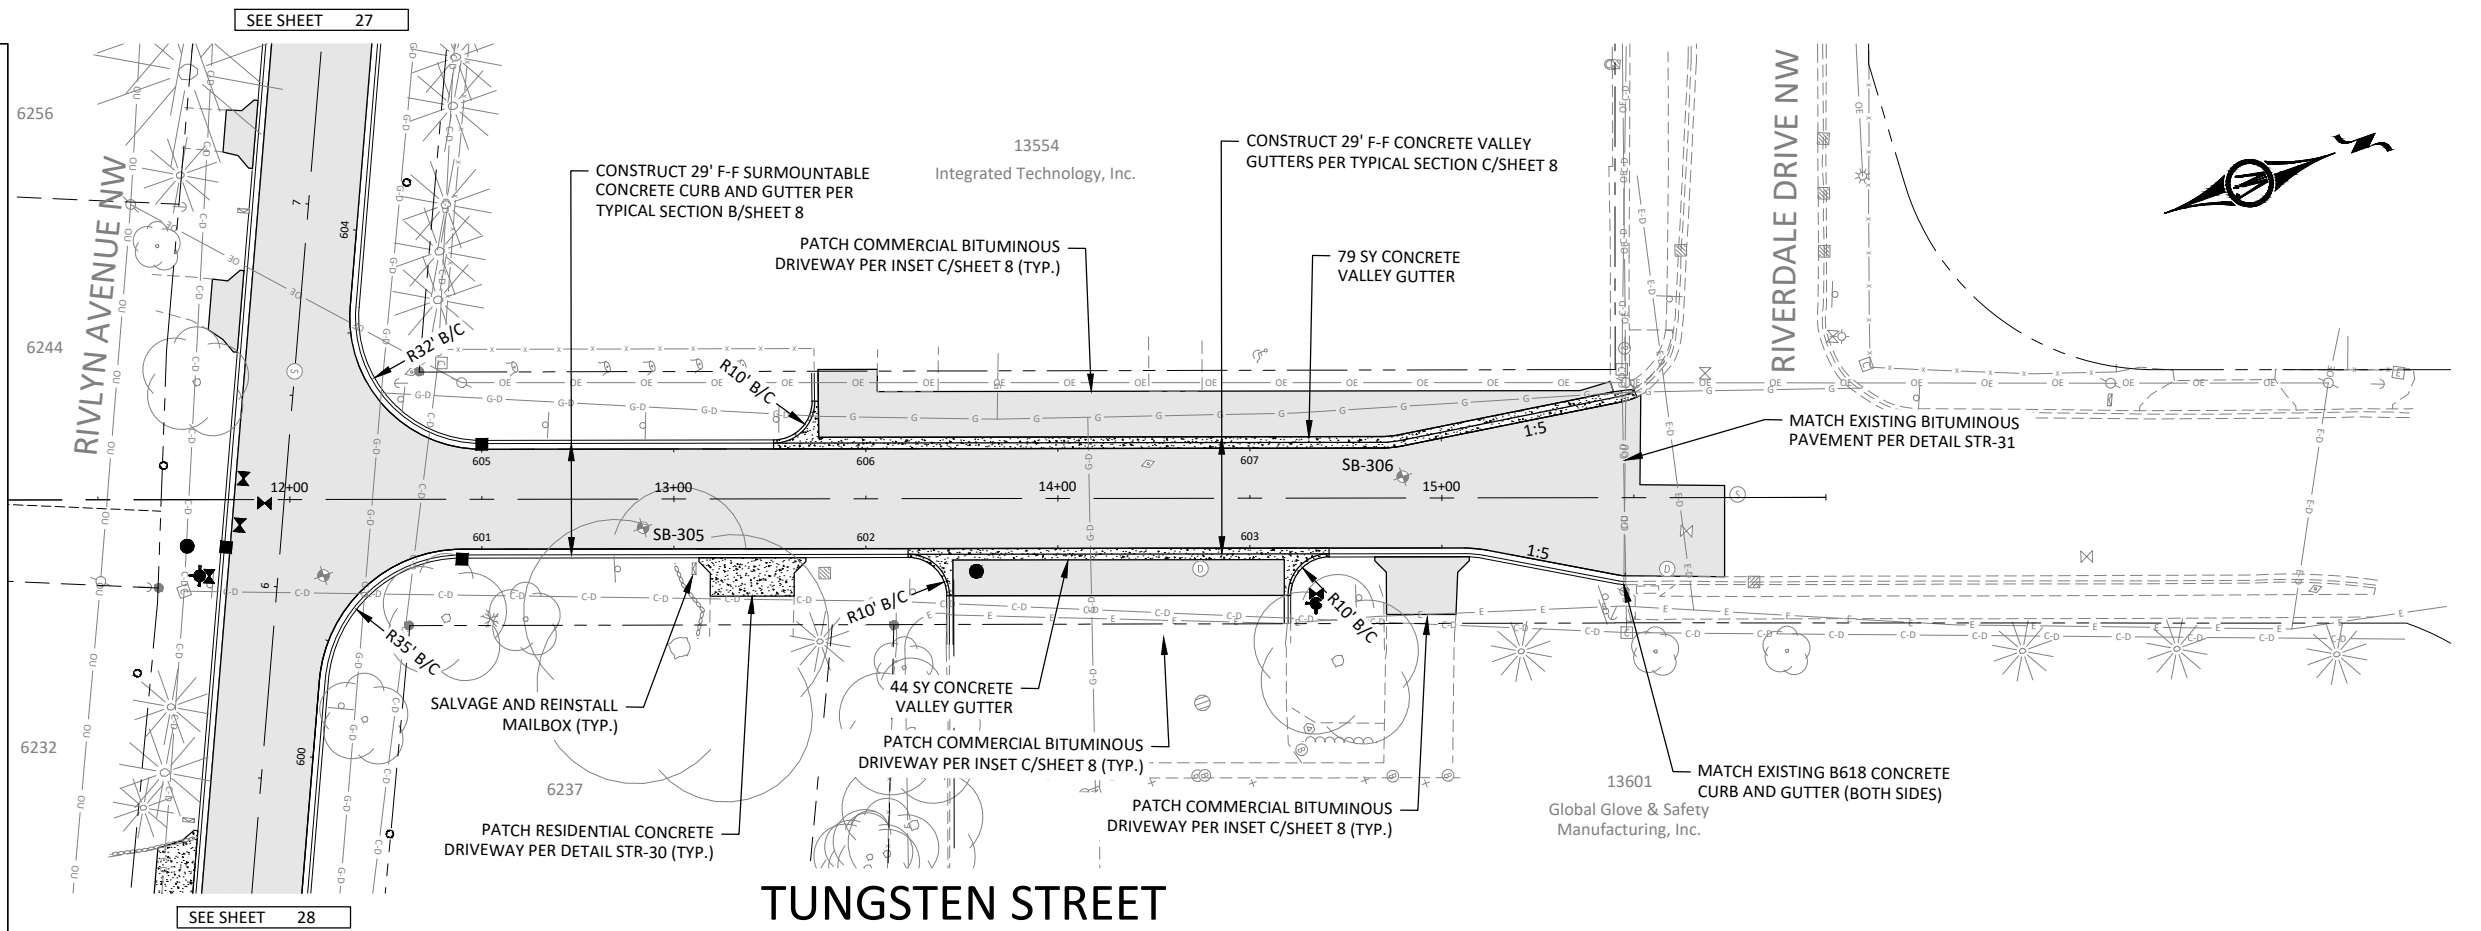 SEE SHEET 27
6256
6244
6232
RIVLYN AVENUE NW
7
604
R32' B/C
CONSTRUCT 29' F-F SURMOUNTABLE
CONCRETE CURB AND GUTTER PER
TYPICAL SECTION B/SHEET 8
13554
Integrated Technology, Inc.
PATCH COMMERCIAL BITUMINOUS
DRIVEWAY PER INSET C/SHEET 8 (TYP.)
CONSTRUCT 29' F-F CONCRETE VALLEY
GUTTERS PER TYPICAL SECTION C/SHEET 8
79 SY CONCRETE
VALLEY GUTTER
RIVERDALE DRIVE NW
R10' B/C
MATCH EXISTING BITUMINOUS
PAVEMENT PER DETAIL STR-31
1:5
605
606
607
SB-306
12+00
13+00
14+00
15+00
SB-305
601
602
603
1:5
6
R35' B/C
R10' B/C
R10' B/C
600
SALVAGE AND REINSTALL
MAILBOX (TYP.)
44 SY CONCRETE
VALLEY GUTTER
PATCH COMMERCIAL BITUMINOUS
DRIVEWAY PER INSET C/SHEET 8 (TYP.)
6237
PATCH RESIDENTIAL CONCRETE
DRIVEWAY PER DETAIL STR-30 (TYP.)
PATCH COMMERCIAL BITUMINOUS
DRIVEWAY PER INSET C/SHEET 8 (TYP.)
13601
Global Glove & Safety
Manufacturing, Inc.
MATCH EXISTING B618 CONCRETE
CURB AND GUTTER (BOTH SIDES)
TUNGSTEN STREET
SEE SHEET 28